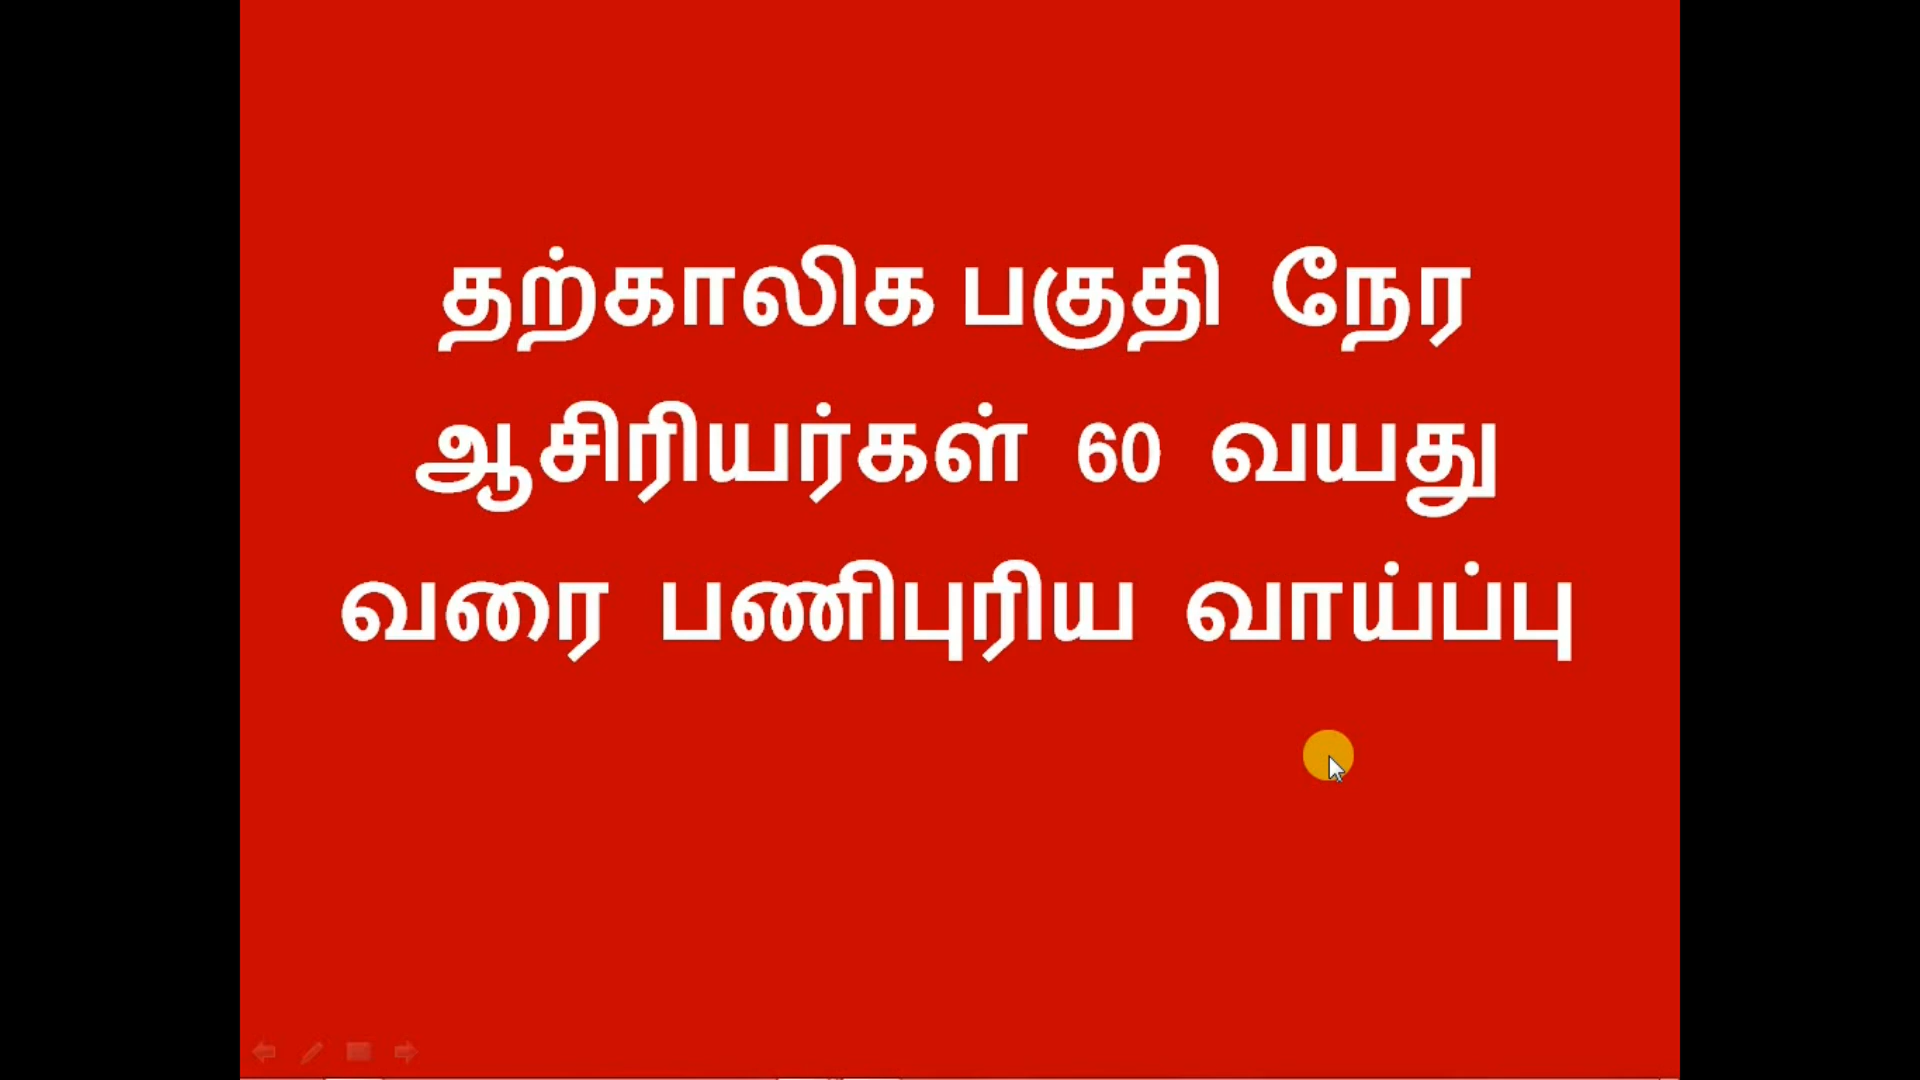 தற்காலிக பகுதி நேர
ஆசிரியர்கள் 60 வயது
வரை பணிபுரிய வாய்ப்பு